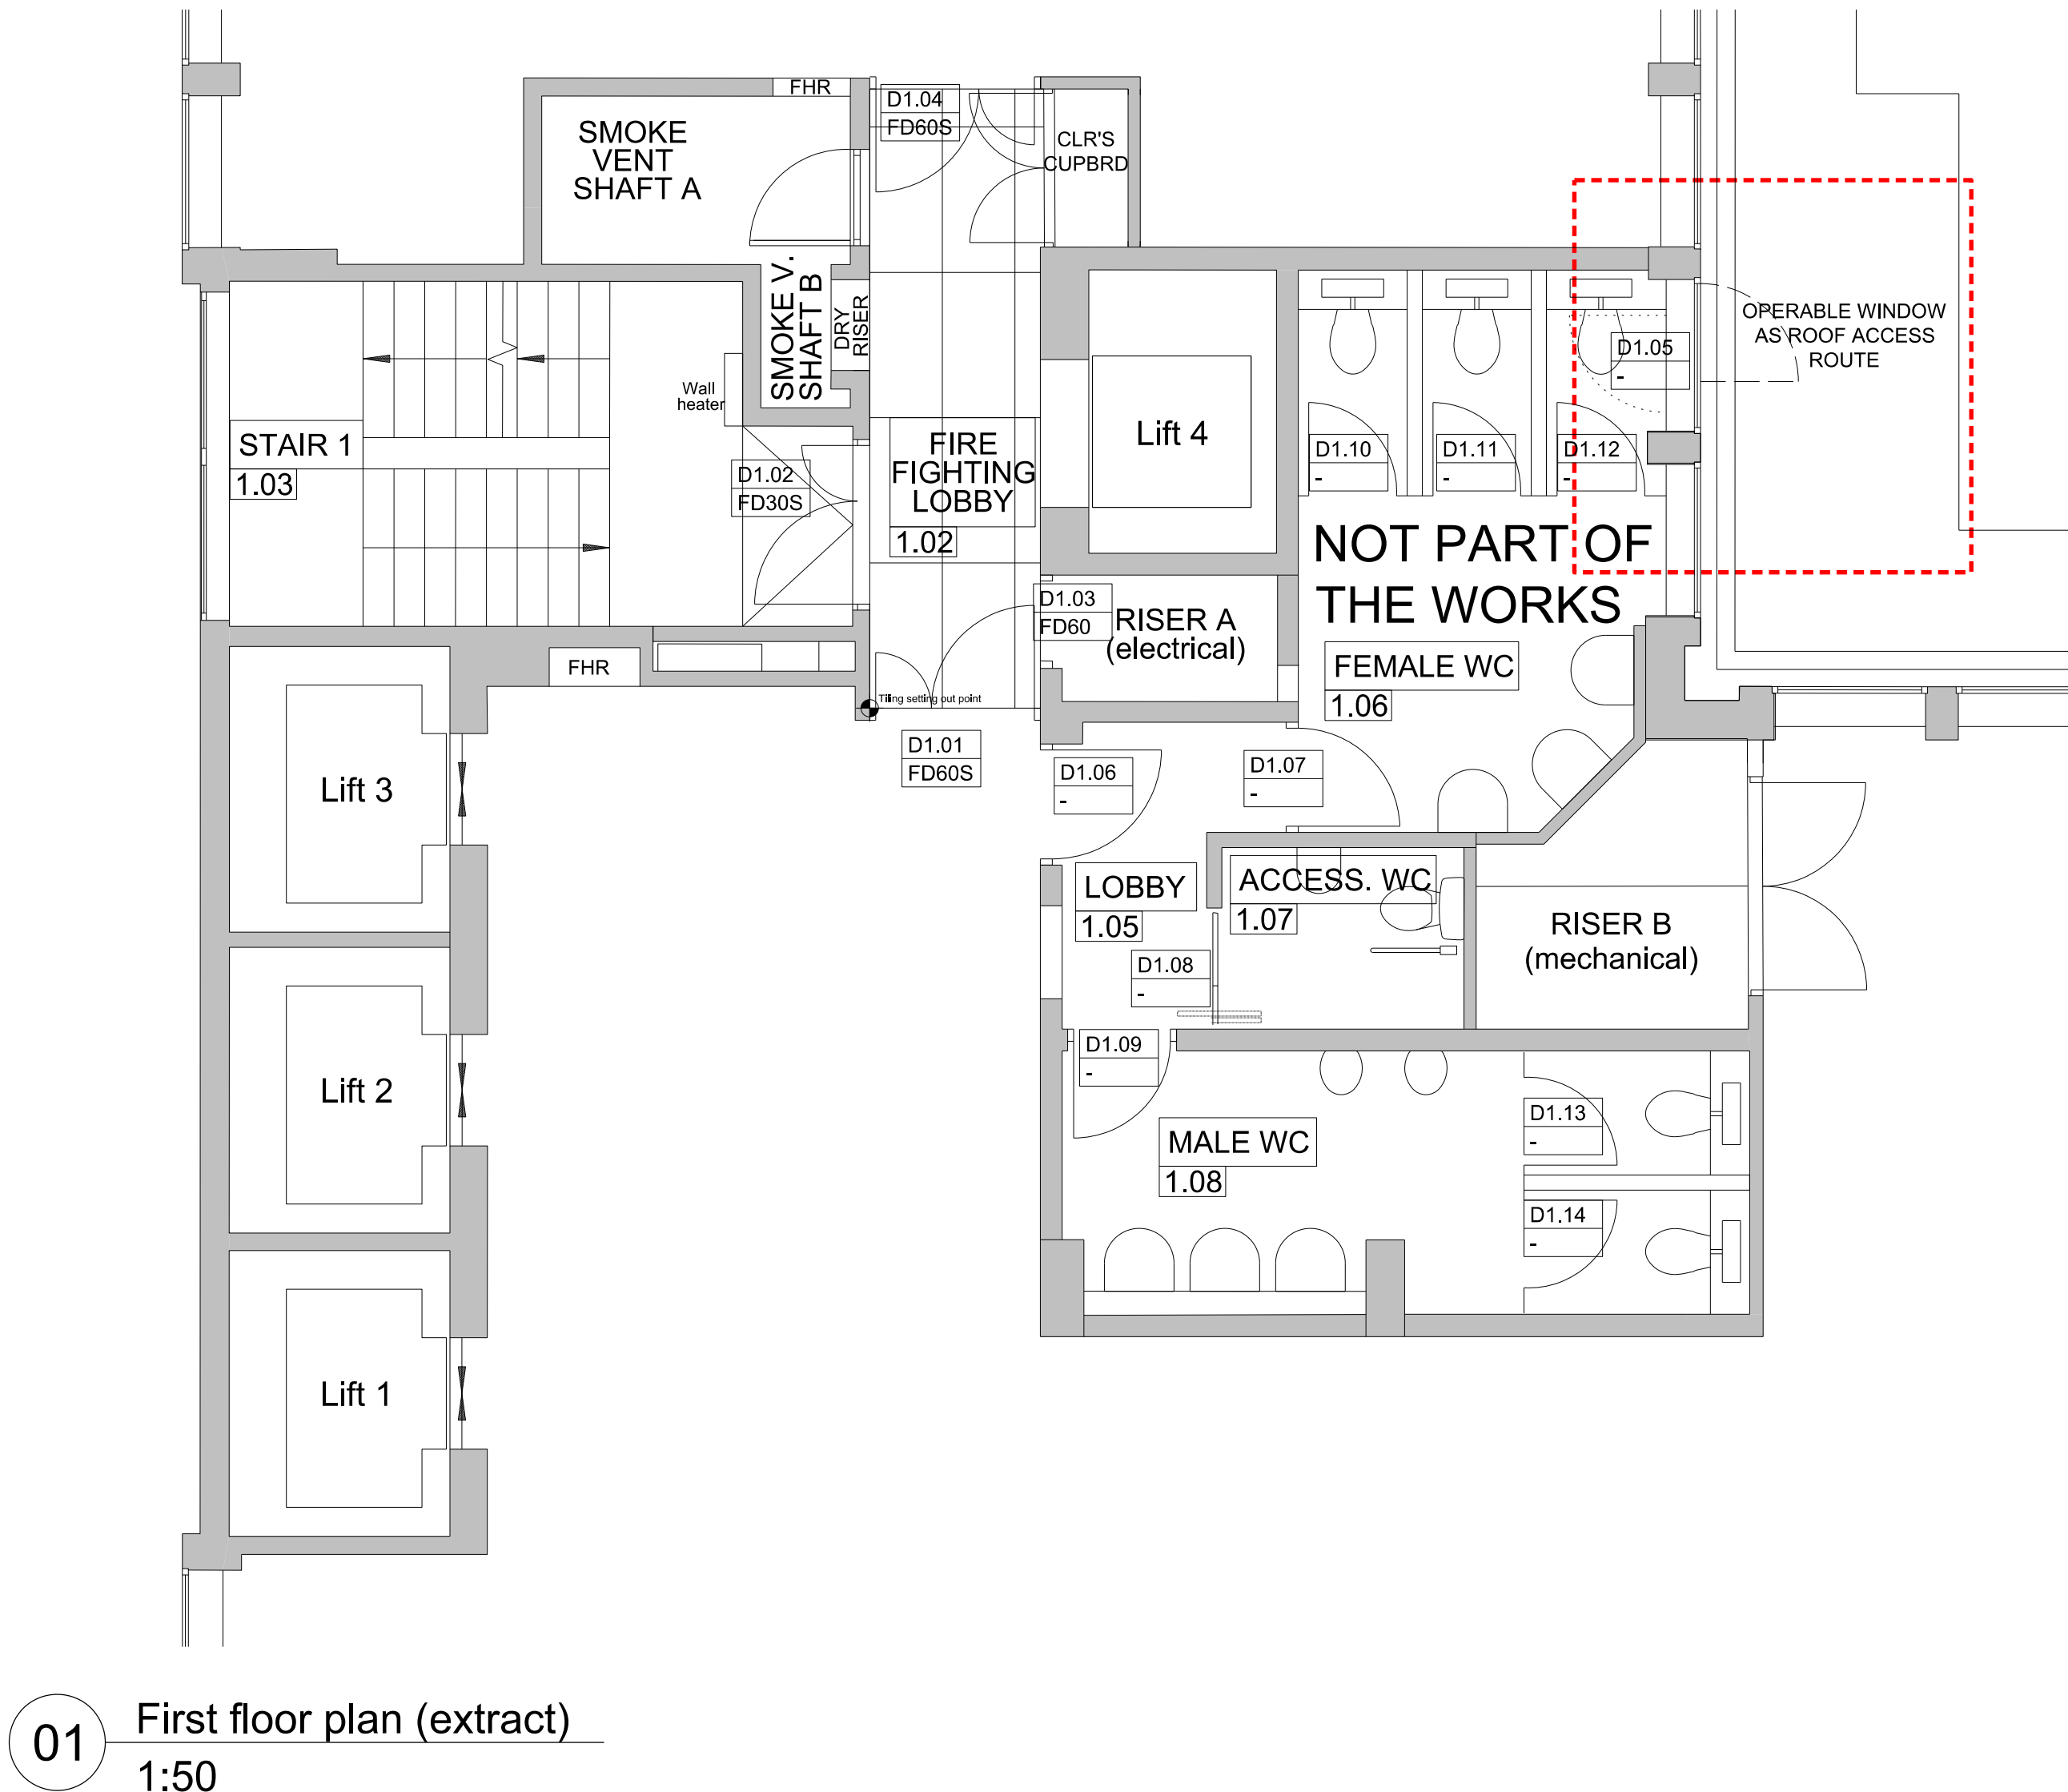 FHR
D1.04
FD60S
SMOKE
VENT
SHAFT A
CLR'S
CUPBRD
SMOKE V.
SHAFT B
DRY
RISER
OPERABLE WINDOW
AS ROOF ACCESS
ROUTE
D1.05
-
Wall
heater
STAIR 1
1.03
D1.02
FD30S
FIRE
FIGHTING
LOBBY
1.02
Lift 4
D1.10
-
D1.11
-
D1.12
-
NOT PART OF
THE WORKS
D1.03
FD60
RISER A
(electrical)
FEMALE WC
1.06
FHR
Tiling setting out point
D1.01
FD60S
D1.06
-
D1.07
-
Lift 3
LOBBY
1.05
ACCESS. WC
1.07
RISER B
(mechanical)
D1.08
-
D1.09
-
Lift 2
MALE WC
1.08
D1.13
-
D1.14
-
Lift 1
01
First floor plan (extract)
1:50